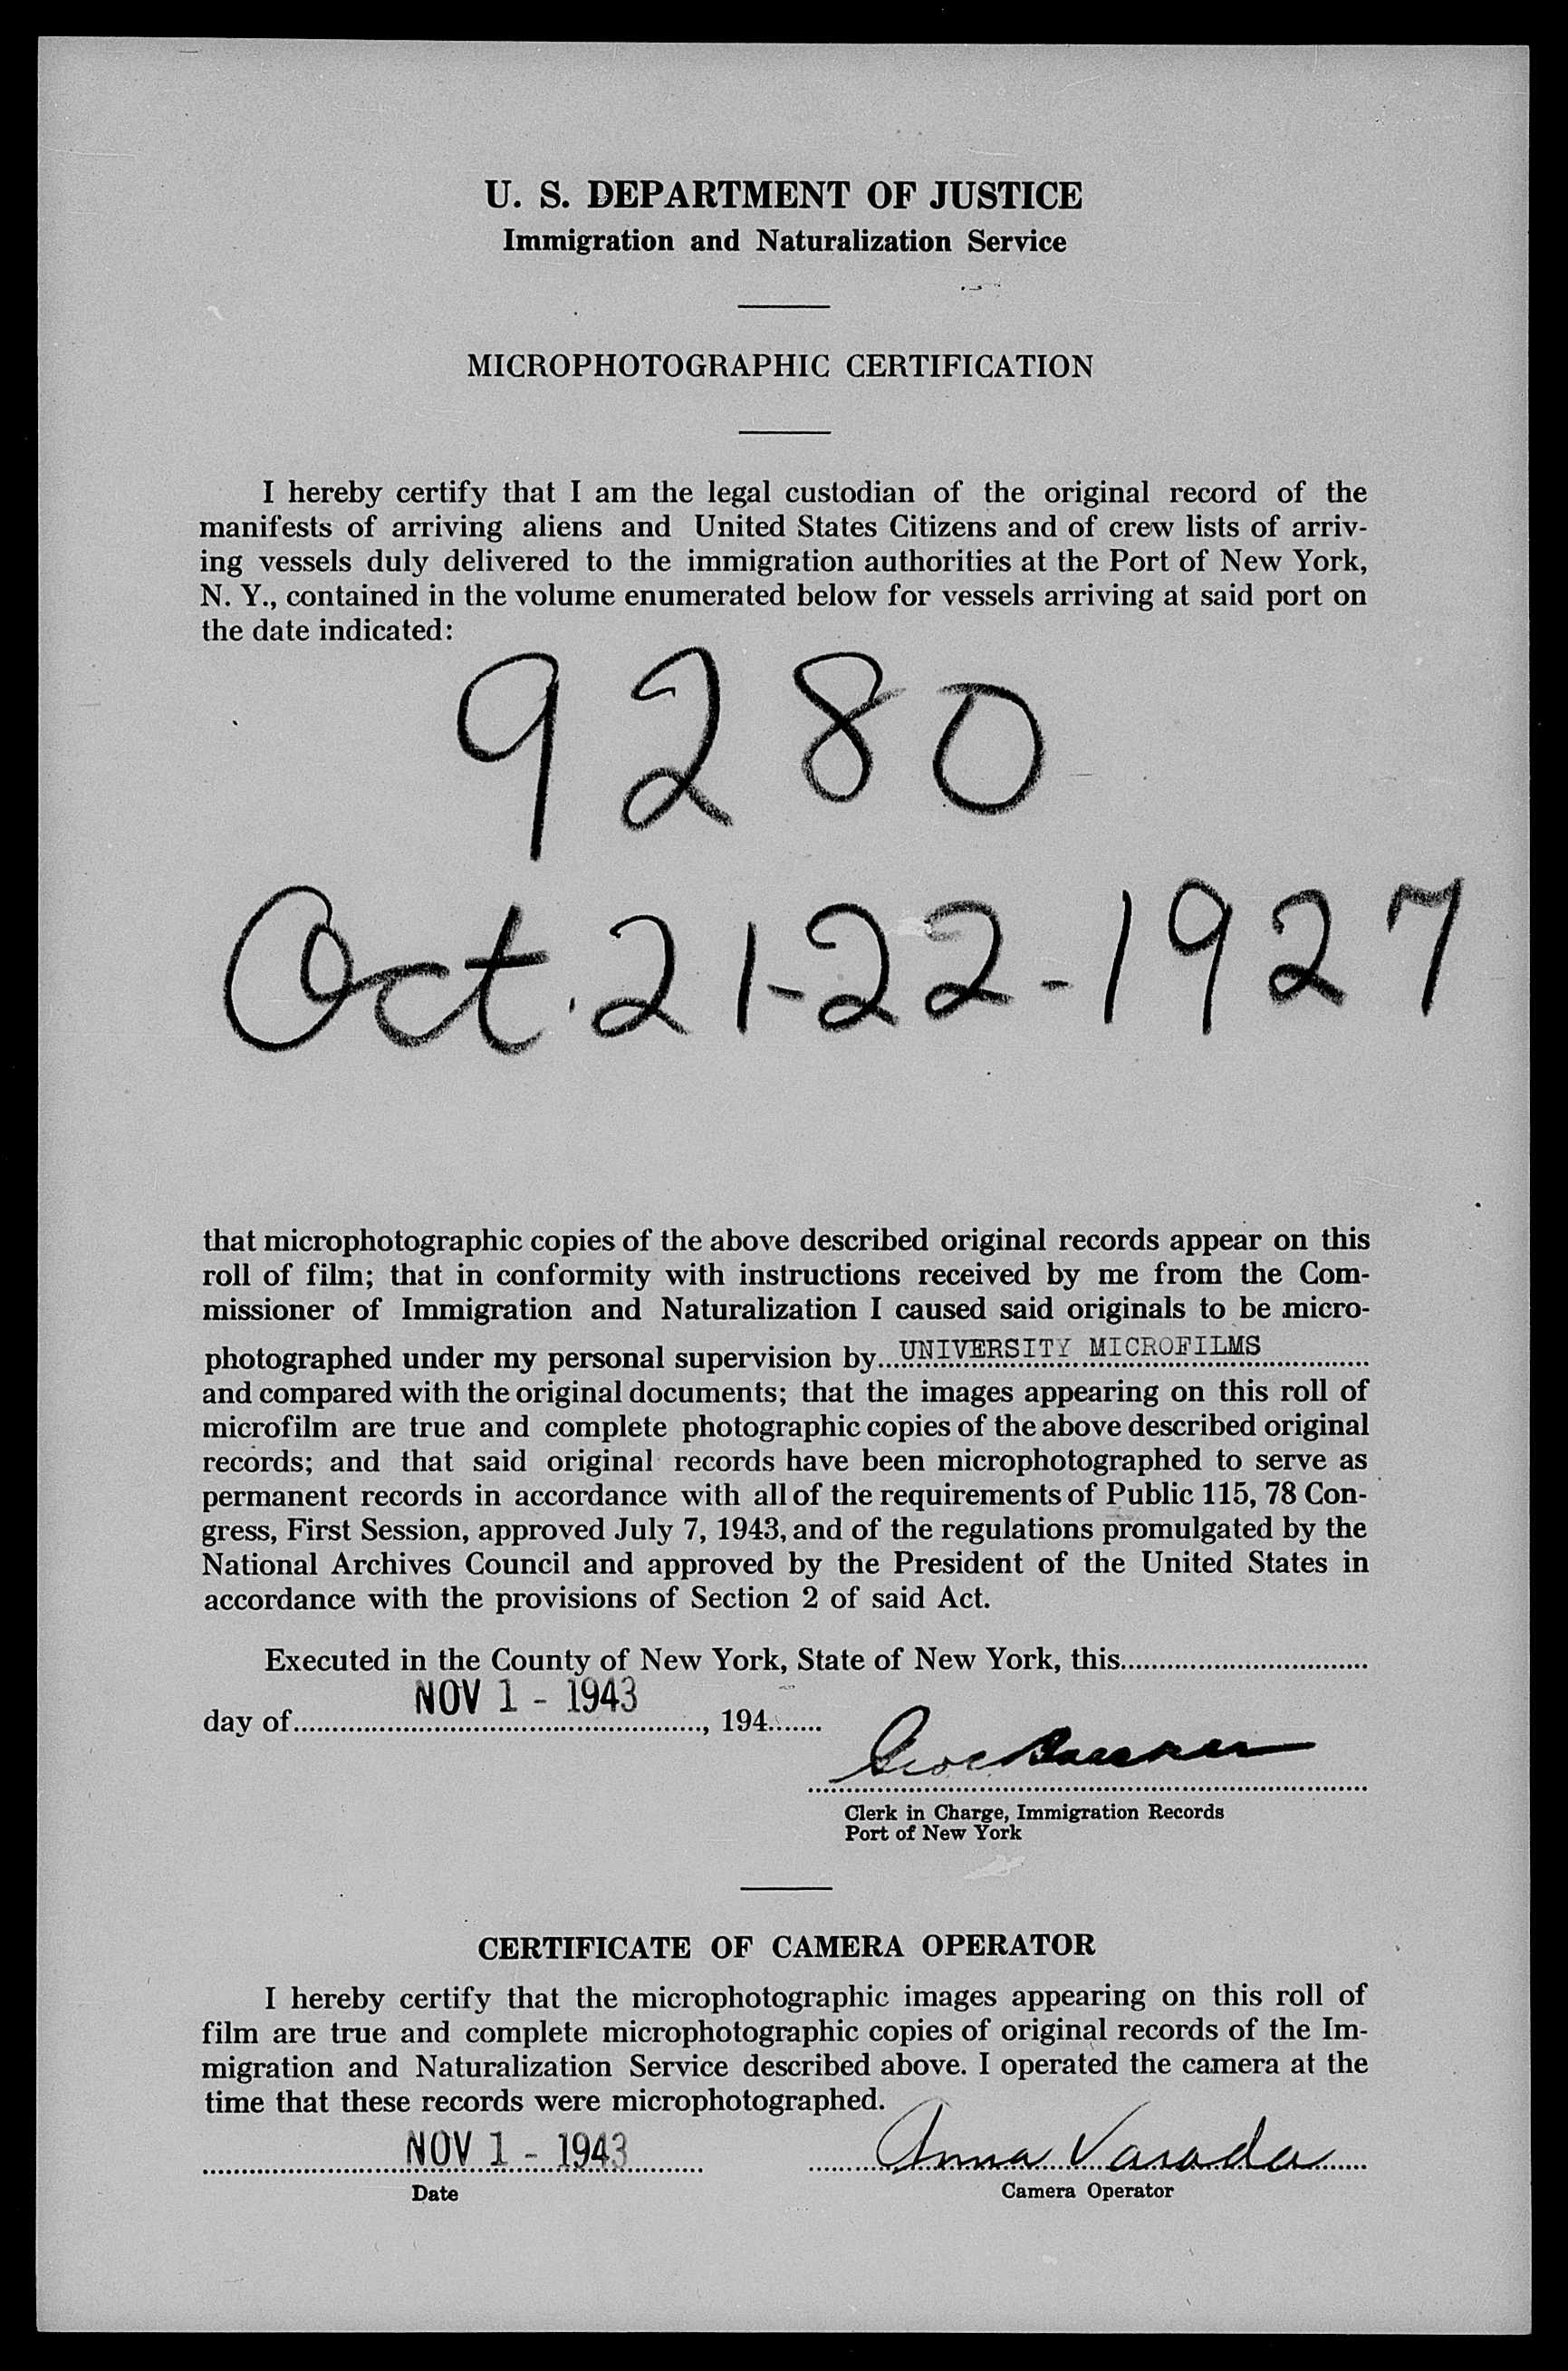 U. S. DEPARTMENT OF JUSTICE
Immigration and Naturalization Service
MICROPHOTOGRAPHIC CERTIFICATION
I hereby certify that I am the legal custodian of the original record of the
manifests of arriving aliens and United States Citizens and of crew lists of arriv-
ing vessels duly delivered to the immigration authorities at the Port of New York,
N. Y., contained in the volume enumerated below for vessels arriving at said port on
the date indicated:
9280
Oct. 21-22-1927
that microphotographic copies of the above described original records appear on this
roll of film; that in conformity with instructions received by me from the Com-
missioner of Immigration and Naturalization I caused said originals to be micro-
photographed under my personal supervision by...UNIVERSITY MICROFILMS
and compared with the original documents; that the images appearing on this roll of
microfilm are true and complete photographic copies of the above described original
records; and that said original records have been microphotographed to serve as
permanent records in accordance with all of the requirements of Public 115, 78 Con-
gress, First Session, approved July 7, 1943, and of the regulations promulgated by the
National Archives Council and approved by the President of the United States in
accordance with the provisions of Section 2 of said Act.
Executed in the County of New York, State of New York, this
day of NOV 1 - 1943, 194
Clerk in Charge, Immigration Records
Port of New York
CERTIFICATE OF CAMERA OPERATOR
I hereby certify that the microphotographic images appearing on this roll of
film are true and complete microphotographic copies of original records of the Im-
migration and Naturalization Service described above. I operated the camera at the
time that these records were microphotographed.
NOV 1 - 1943 Anna Varada
Date Camera Operator